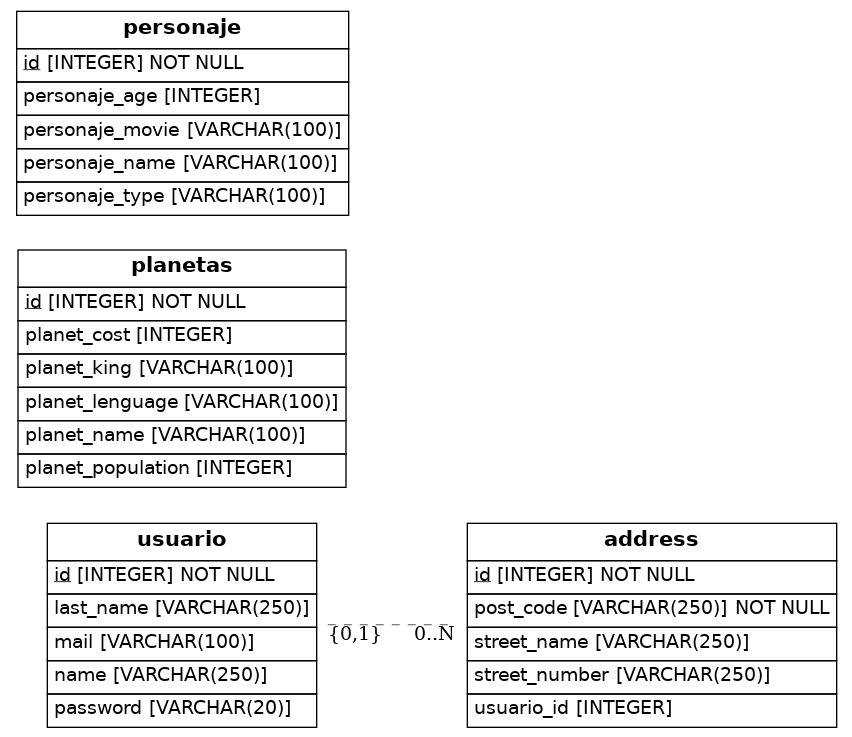 personaje
id [INTEGER] NOT NULL
personaje_age [INTEGER]
personaje_movie [VARCHAR(100)]
personaje_name [VARCHAR(100)]
personaje_type [VARCHAR(100)]
planetas
id [INTEGER] NOT NULL
planet_cost [INTEGER]
planet_king [VARCHAR(100)]
planet_lenguage [VARCHAR(100)]
planet_name [VARCHAR(100)]
planet_population [INTEGER]
usuario
id [INTEGER] NOT NULL
last_name [VARCHAR(250)]
mail [VARCHAR(100)]
name [VARCHAR(250)]
password [VARCHAR(20)]
{0,1} 0..N
address
id [INTEGER] NOT NULL
post_code [VARCHAR(250)] NOT NULL
street_name [VARCHAR(250)]
street_number [VARCHAR(250)]
usuario_id [INTEGER]